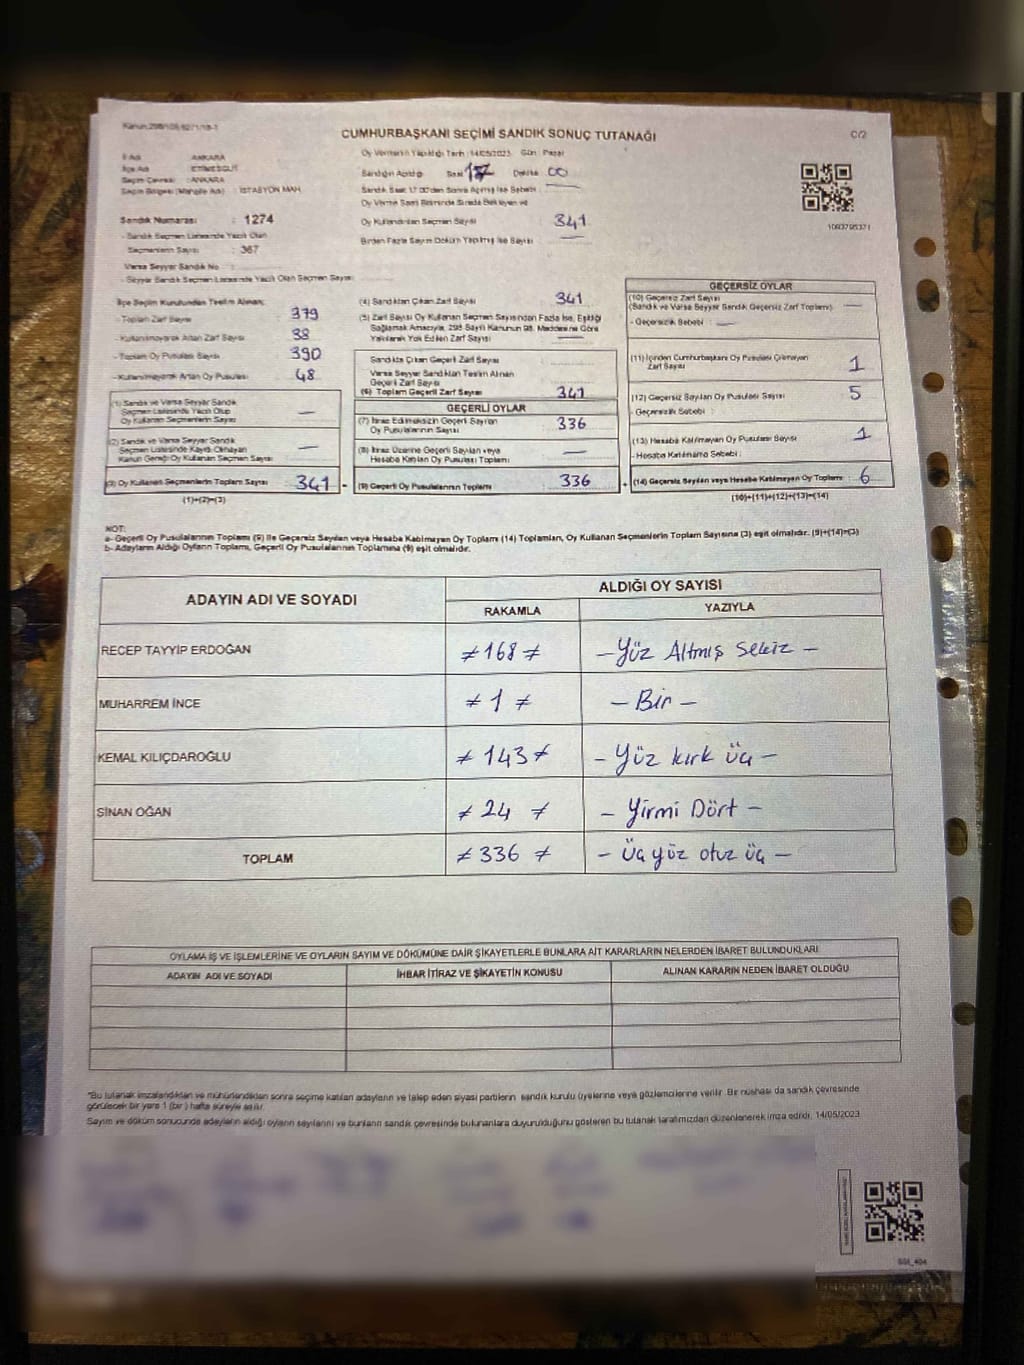 Kanun:298/105,6271/18-1
CUMHURBAŞKANI SEÇİMİ SANDIK SONUÇ TUTANAĞI
C/2
İl Adı : ANKARA
İlçe Adı : ETİMESGUT
Seçim Çevresi : ANKARA
Seçim Bölgesi (Mahalle Adı) : İSTASYON MAH.
Sandık Numarası : 1274
- Sandık Seçmen Listesinde Yazılı Olan
Seçmenlerin Sayısı : 367
Varsa Seyyar Sandık No :
- Seyyar Sandık Seçmen Listesinde Yazılı Olan Seçmen Sayısı
Oy Vermenin Yapıldığı Tarih : 14/05/2023 Gün : Pazar
Sandığın Açıldığı Saat 17 Dakika 00
Sandık Saat 17.00'den Sonra Açılmış İse Sebebi : —
Oy Verme Saati Bitiminde Sırada Bekleyen ve
Oy Kullandırılan Seçmen Sayısı 341
Birden Fazla Sayım Döküm Yapılmış İse Sayısı —
1093795371
İlçe Seçim Kurulundan Teslim Alınan;
- Toplam Zarf Sayısı 379
- Kullanılmayarak Artan Zarf Sayısı 38
- Toplam Oy Pusulası Sayısı 390
- Kullanılmayarak Artan Oy Pusulası 48
(1) Sandık ve Varsa Seyyar Sandık
Seçmen Listesinde Yazılı Olup
Oy Kullanan Seçmenlerin Sayısı —
(2) Sandık ve Varsa Seyyar Sandık
Seçmen Listesinde Kaydı Olmayan
Kanun Gereği Oy Kullanan Seçmen Sayısı —
(3) Oy Kullanan Seçmenlerin Toplam Sayısı 341
(1)+(2)=(3)
(4) Sandıktan Çıkan Zarf Sayısı 341
(5) Zarf Sayısı Oy Kullanan Seçmen Sayısından Fazla İse, Eşitliği
Sağlamak Amacıyla, 298 Sayılı Kanunun 98. Maddesine Göre
Yakılarak Yok Edilen Zarf Sayısı —
Sandıkta Çıkan Geçerli Zarf Sayısı
Varsa Seyyar Sandıktan Teslim Alınan
Geçerli Zarf Sayısı
(6) Toplam Geçerli Zarf Sayısı 341
GEÇERLİ OYLAR
(7) İtiraz Edilmeksizin Geçerli Sayılan
Oy Pusulalarının Sayısı 336
(8) İtiraz Üzerine Geçerli Sayılan veya
Hesaba Katılan Oy Pusulası Toplamı —
(9) Geçerli Oy Pusulalarının Toplamı 336
GEÇERSİZ OYLAR
(10) Geçersiz Zarf Sayısı
(Sandık ve Varsa Seyyar Sandık Geçersiz Zarf Toplamı) —
- Geçersizlik Sebebi : —
(11) İçinden Cumhurbaşkanı Oy Pusulası Çıkmayan
Zarf Sayısı 1
(12) Geçersiz Sayılan Oy Pusulası Sayısı 5
- Geçersizlik Sebebi :
(13) Hesaba Katılmayan Oy Pusulası Sayısı 1
- Hesaba Katılmama Sebebi :
(14) Geçersiz Sayılan veya Hesaba Katılmayan Oy Toplamı 6
(10)+(11)+(12)+(13)=(14)
NOT:
a- Geçerli Oy Pusulalarının Toplamı (9) ile Geçersiz Sayılan veya Hesaba Katılmayan Oy Toplamı (14) Toplamları, Oy Kullanan Seçmenlerin Toplam Sayısına (3) eşit olmalıdır. (9)+(14)=(3)
b- Adayların Aldığı Oyların Toplamı, Geçerli Oy Pusulalarının Toplamına (9) eşit olmalıdır.
ADAYIN ADI VE SOYADI
ALDIĞI OY SAYISI
RAKAMLA YAZIYLA
RECEP TAYYİP ERDOĞAN ≠168≠ –Yüz Altmış Sekiz –
MUHARREM İNCE ≠ 1 ≠ – Bir –
KEMAL KILIÇDAROĞLU ≠ 143≠ – Yüz kırk üç –
SİNAN OĞAN ≠ 24 ≠ – Yirmi Dört –
TOPLAM ≠ 336 ≠ – üç yüz otuz üç –
OYLAMA İŞ VE İŞLEMLERİNE VE OYLARIN SAYIM VE DÖKÜMÜNE DAİR ŞİKAYETLERLE BUNLARA AİT KARARLARIN NELERDEN İBARET BULUNDUKLARI
ADAYIN ADI VE SOYADI İHBAR İTİRAZ VE ŞİKAYETİN KONUSU ALINAN KARARIN NEDEN İBARET OLDUĞU
*Bu tutanak imzalandıktan ve mühürlendikten sonra seçime katılan adayların ve talep eden siyasi partilerin sandık kurulu üyelerine veya gözlemcilerine verilir. Bir nüshası da sandık çevresinde
görülecek bir yere 1 (bir) hafta süreyle asılır.
Sayım ve döküm sonucunda adayların aldığı oyların sayılarını ve bunların sandık çevresinde bulunanlara duyurulduğunu gösteren bu tutanak tarafımızdan düzenlenerek imza edildi. 14/05/2023